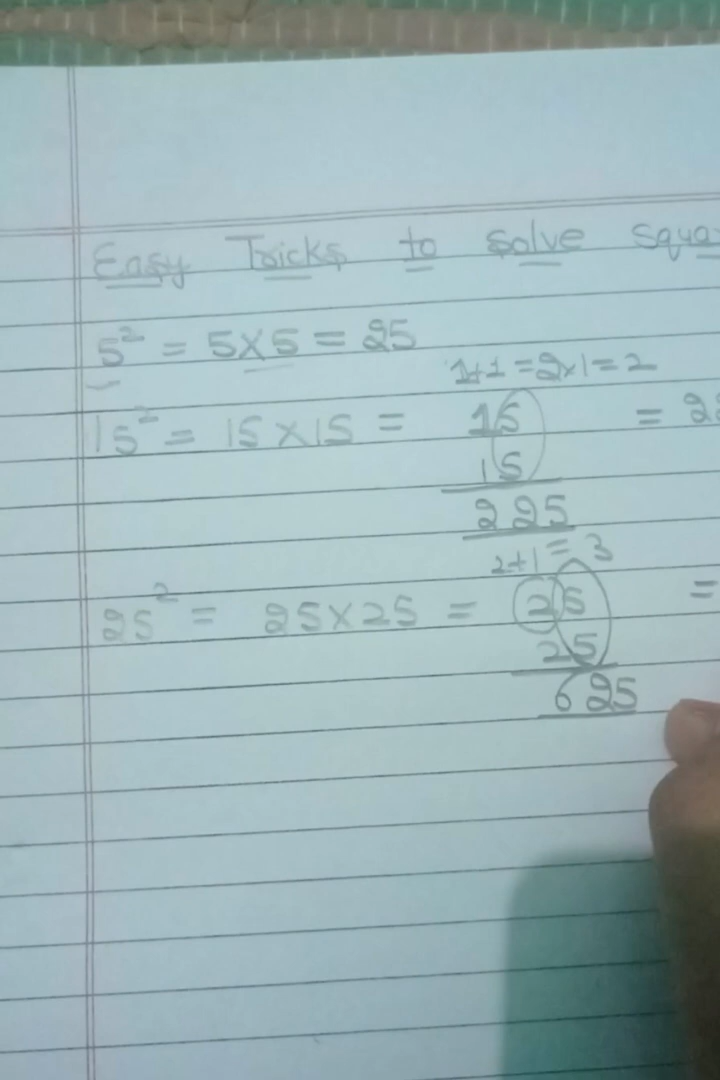 Easy Tricks to solve squa
5² = 5×5 = 25
1+1 = 2×1 = 2
15² = 15×15 = 15 = 22
15
225
2+1 = 3
25² = 25×25 = 25 =
25
625